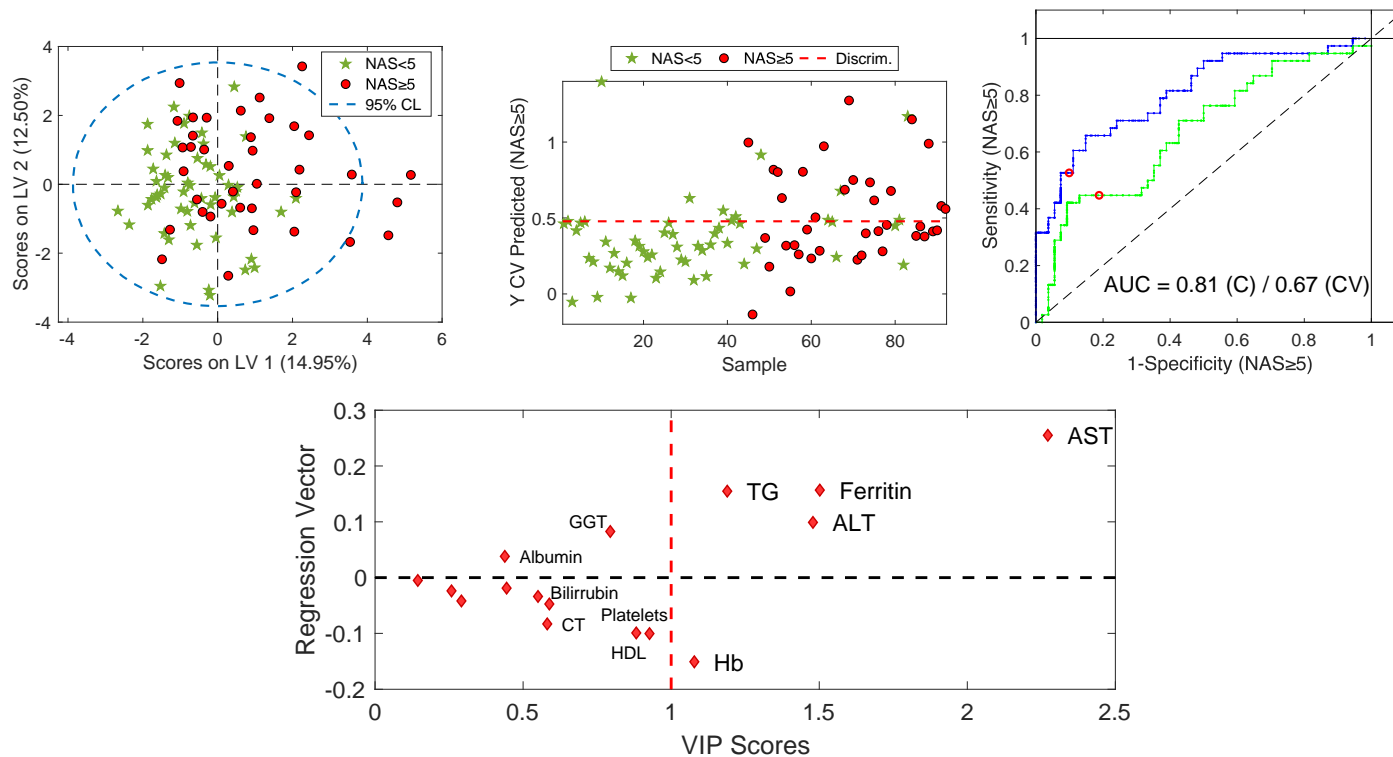 4
2
0
-2
-4
-4
-2
0
2
4
6
Scores on LV 2 (12.50%)
Scores on LV 1 (14.95%)
NAS<5
NAS≥5
95% CL
NAS<5 NAS≥5 Discrim.
1
0.5
0
20
40
60
80
Y CV Predicted (NAS≥5)
Sample
1
0.8
0.6
0.4
0.2
0
0
0.2
0.4
0.6
0.8
1
Sensitivity (NAS≥5)
AUC = 0.81 (C) / 0.67 (CV)
1-Specificity (NAS≥5)
0.3
0.2
0.1
0
-0.1
-0.2
0
0.5
1
1.5
2
2.5
Regression Vector
VIP Scores
AST
TG
Ferritin
ALT
GGT
Albumin
Bilirrubin
CT
Platelets
HDL
Hb